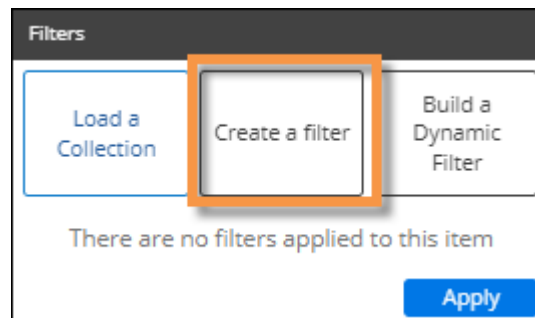 Filters
Load a
Collection
Create a filter
Build a
Dynamic
Filter
There are no filters applied to this item
Apply